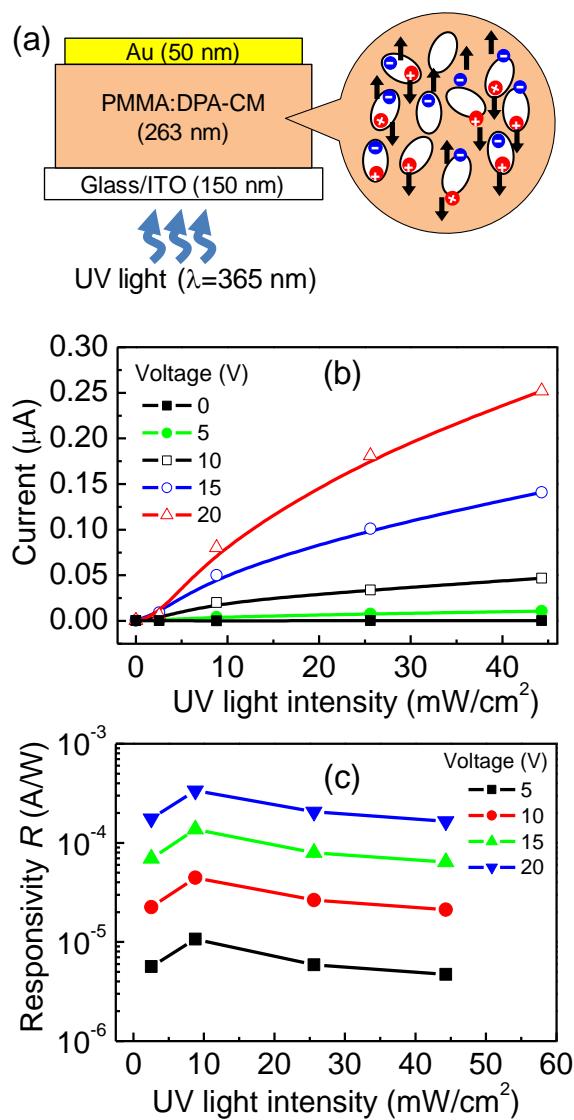 (a)
Au (50 nm)
PMMA:DPA-CM
(263 nm)
Glass/ITO (150 nm)
UV light (λ=365 nm)
(b)
Voltage (V)
0
5
10
15
20
0.30
0.25
0.20
0.15
0.10
0.05
0.00
Current (μA)
0 10 20 30 40
UV light intensity (mW/cm²)
(c)
Voltage (V)
5
10
15
20
10⁻³
10⁻⁴
10⁻⁵
10⁻⁶
Responsivity R (A/W)
0 10 20 30 40 50 60
UV light intensity (mW/cm²)